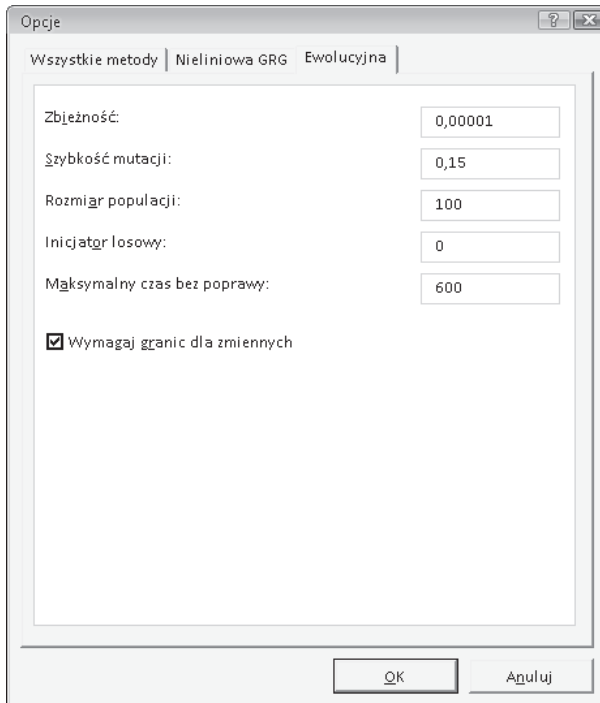 Opcje
Wszystkie metody Nieliniowa GRG Ewolucyjna
Zbieżność: 0,00001
Szybkość mutacji: 0,15
Rozmiar populacji: 100
Inicjator losowy: 0
Maksymalny czas bez poprawy: 600
Wymagaj granic dla zmiennych
OK Anuluj